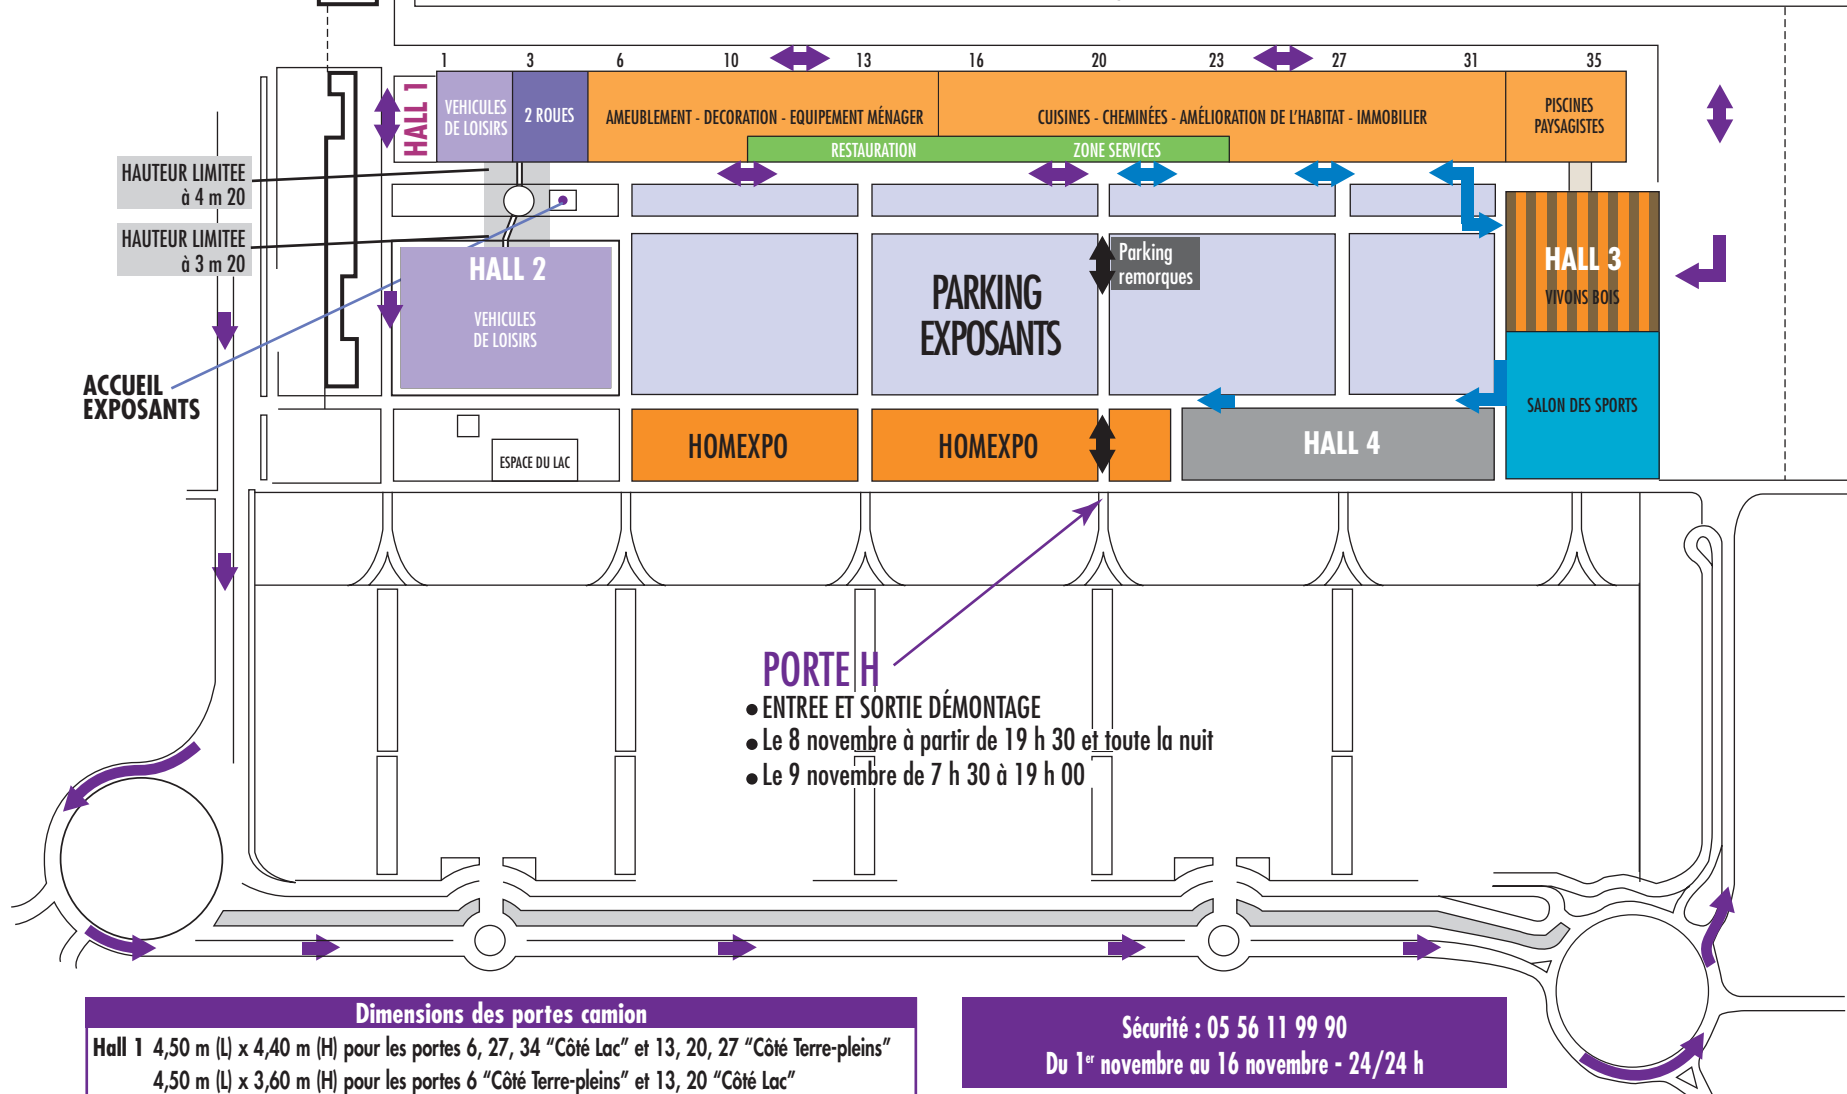 1 3 6 10 13 16 20 23 27 31 35
HALL 1
VEHICULES
DE LOISIRS
2 ROUES
AMEUBLEMENT - DECORATION - EQUIPEMENT MÉNAGER
CUISINES - CHEMINÉES - AMÉLIORATION DE L'HABITAT - IMMOBILIER
PISCINES
PAYSAGISTES
RESTAURATION
ZONE SERVICES
HAUTEUR LIMITEE
à 4 m 20
HAUTEUR LIMITEE
à 3 m 20
HALL 2
VEHICULES
DE LOISIRS
PARKING
EXPOSANTS
Parking
remorques
HALL 3
VIVONS BOIS
ACCUEIL
EXPOSANTS
SALON DES SPORTS
ESPACE DU LAC
HOMEXPO
HOMEXPO
HALL 4
PORTE H
● ENTREE ET SORTIE DÉMONTAGE
● Le 8 novembre à partir de 19 h 30 et toute la nuit
● Le 9 novembre de 7 h 30 à 19 h 00
Dimensions des portes camion
Hall 1 4,50 m (L) x 4,40 m (H) pour les portes 6, 27, 34 “Côté Lac” et 13, 20, 27 “Côté Terre-pleins”
4,50 m (L) x 3,60 m (H) pour les portes 6 “Côté Terre-pleins” et 13, 20 “Côté Lac”
Sécurité : 05 56 11 99 90
Du 1er novembre au 16 novembre - 24/24 h